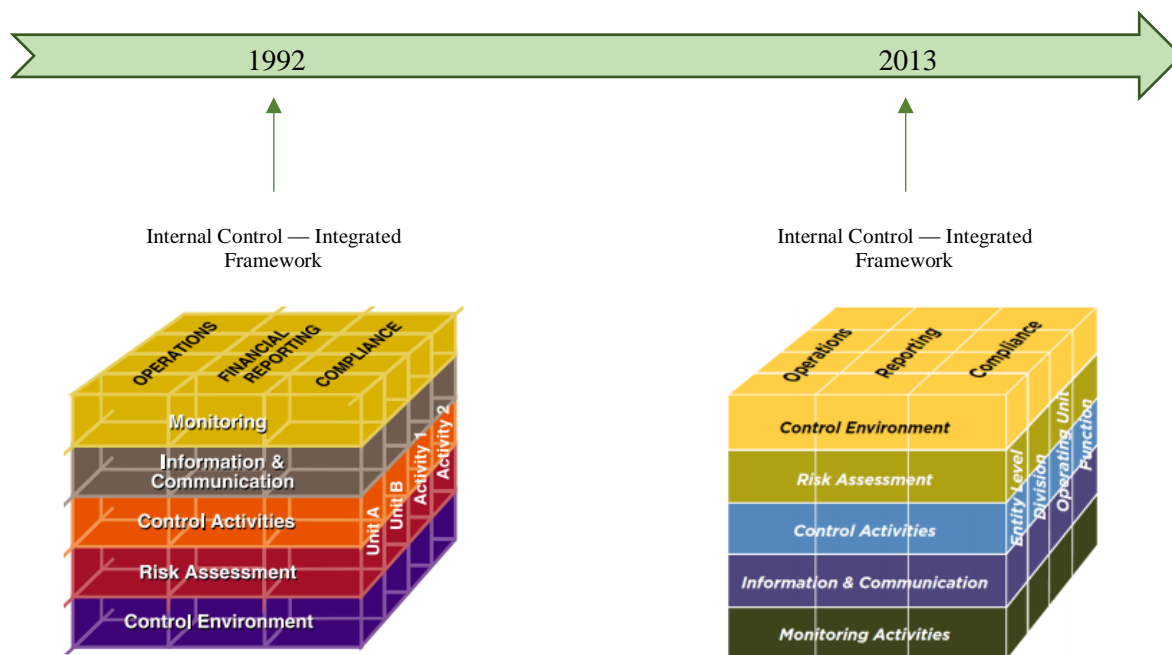 1992
2013
Internal Control — Integrated
Framework
Internal Control — Integrated
Framework
OPERATIONS
FINANCIAL
REPORTING
COMPLIANCE
Monitoring
Information &
Communication
Control Activities
Risk Assessment
Control Environment
Unit A
Unit B
Activity 1
Activity 2
Operations
Reporting
Compliance
Control Environment
Risk Assessment
Control Activities
Information & Communication
Monitoring Activities
Entity Level
Division
Operating Unit
Function